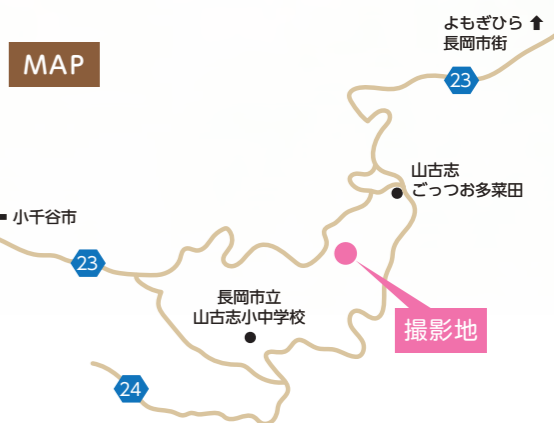 よもぎひら
長岡市街
MAP
23
山古志
ごっつお多菜田
小千谷市
23
長岡市立
山古志小中学校
撮影地
24